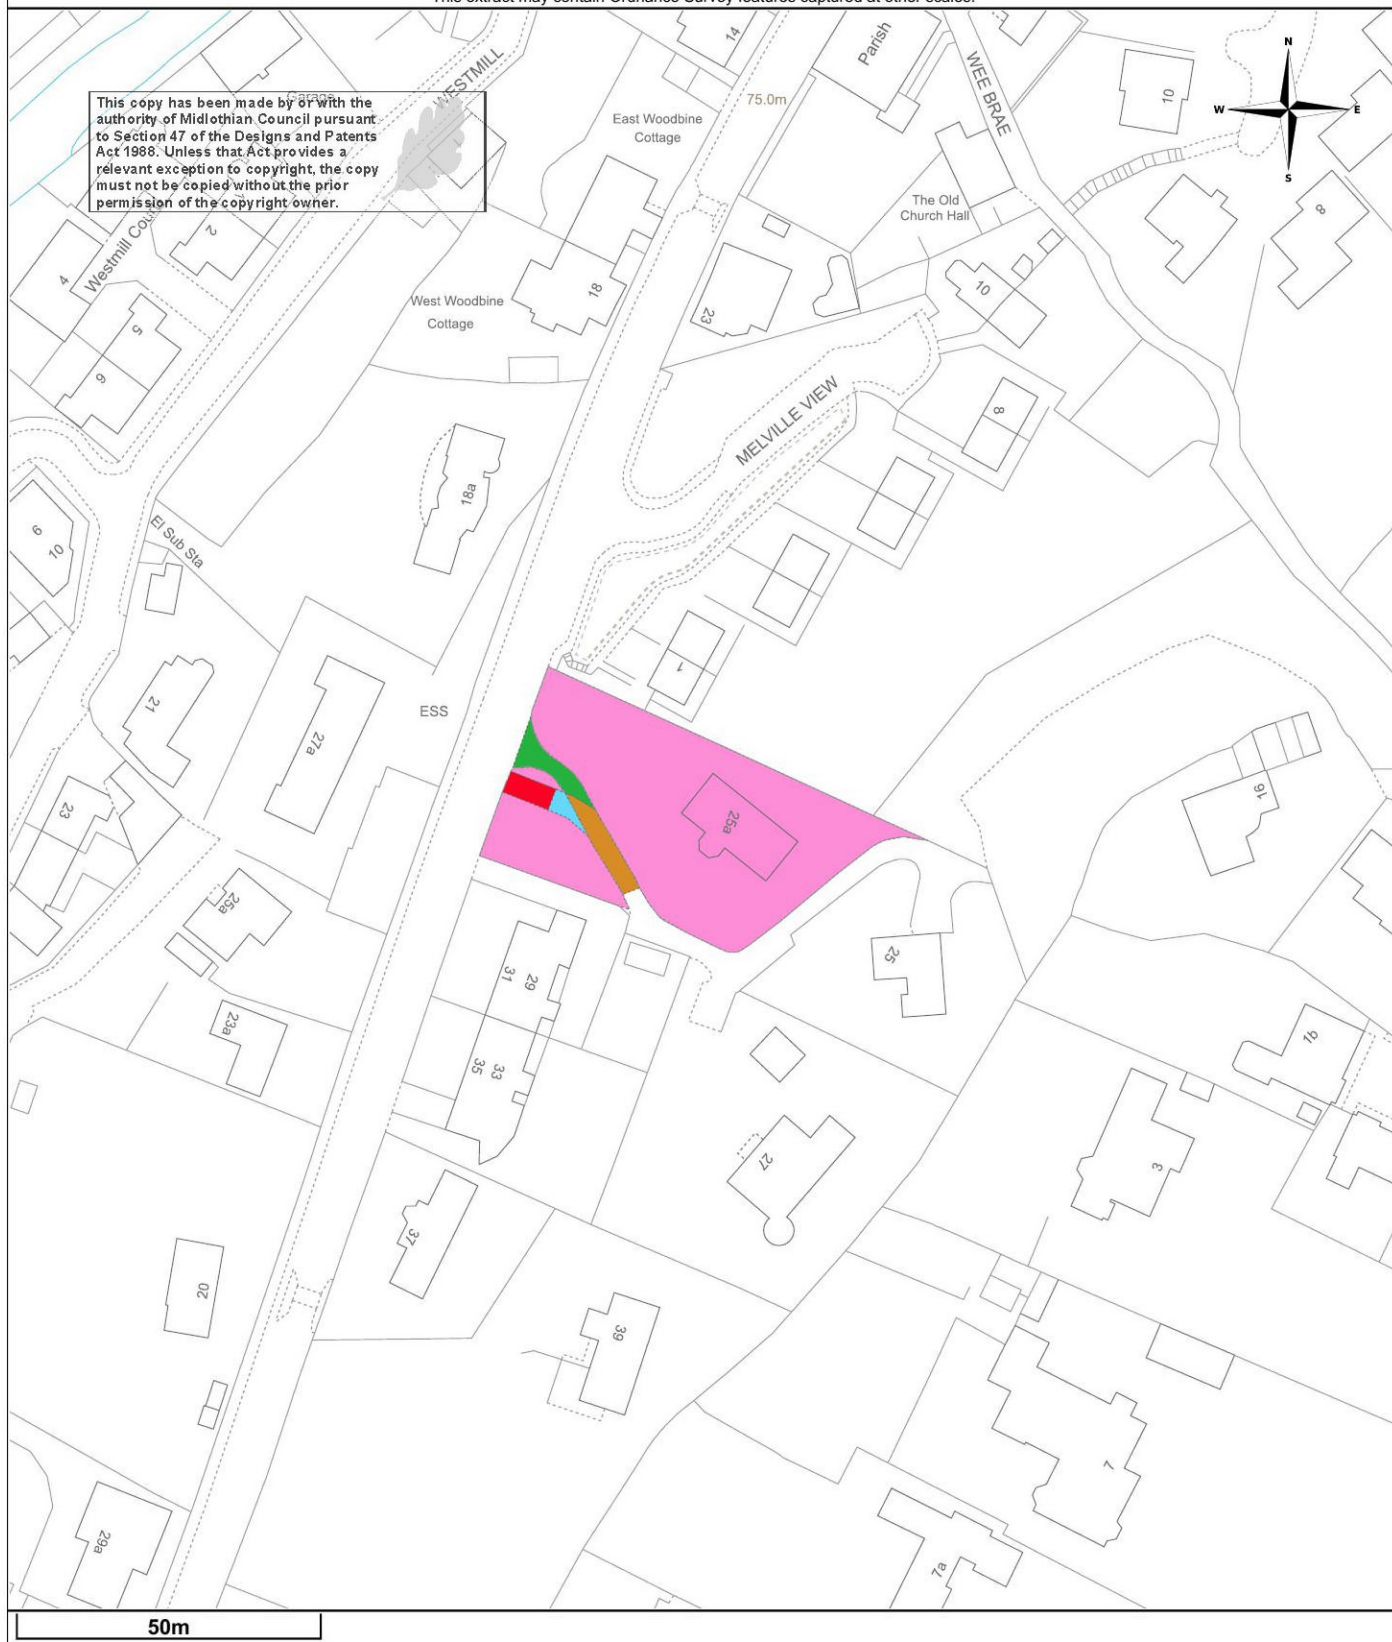 This extract may contain Ordnance Survey features captured at other scales.
14
Parish
WEE BRAE
N
W
E
S
WESTMILL
Garage
This copy has been made by or with the
authority of Midlothian Council pursuant
to Section 47 of the Designs and Patents
Act 1988. Unless that Act provides a
relevant exception to copyright, the copy
must not be copied without the prior
permission of the copyright owner.
75.0m
10
East Woodbine
Cottage
The Old
Church Hall
8
2
4
Westmill Court
18
10
West Woodbine
Cottage
23
5
6
MELVILLE VIEW
8
18a
El Sub Sta
6
10
1
21
ESS
27a
16
23
25a
25a
31
29
25
23a
35
33
1b
27
3
37
20
39
7
29a
7a
50m